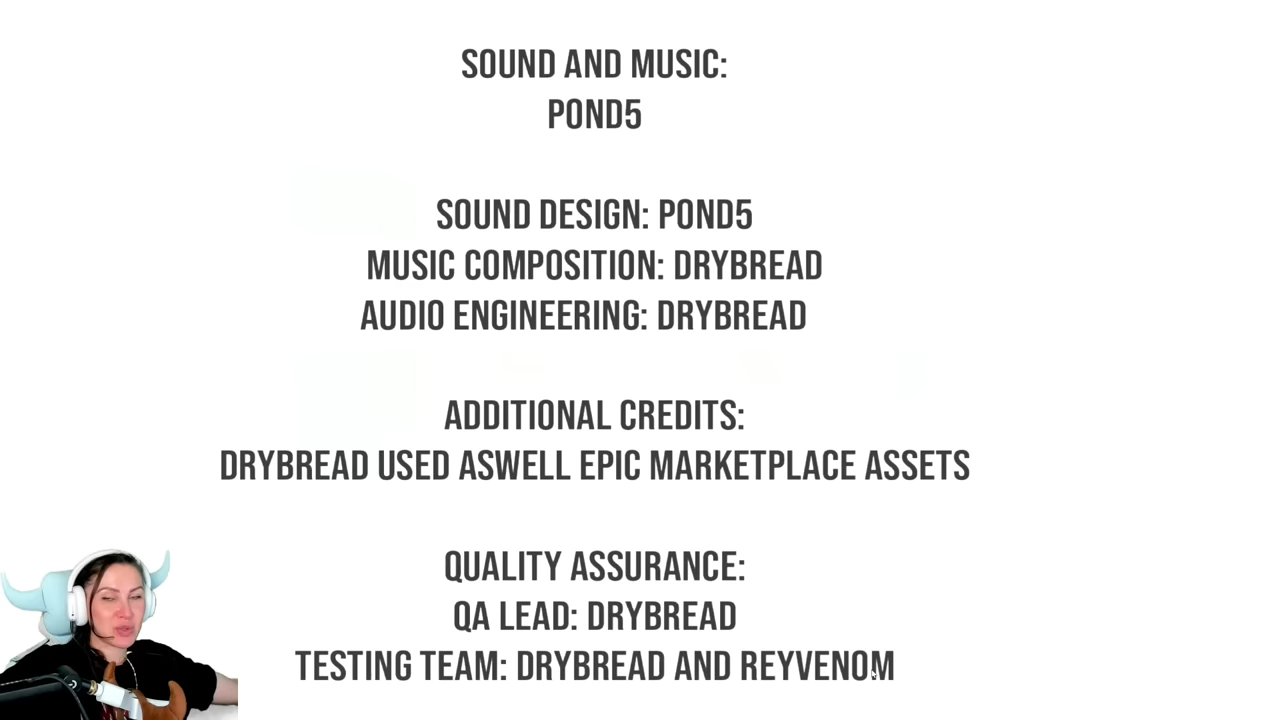 SOUND AND MUSIC:
POND5
SOUND DESIGN: POND5
MUSIC COMPOSITION: DRYBREAD
AUDIO ENGINEERING: DRYBREAD
ADDITIONAL CREDITS:
DRYBREAD USED ASWELL EPIC MARKETPLACE ASSETS
QUALITY ASSURANCE:
QA LEAD: DRYBREAD
TESTING TEAM: DRYBREAD AND REYVENOM